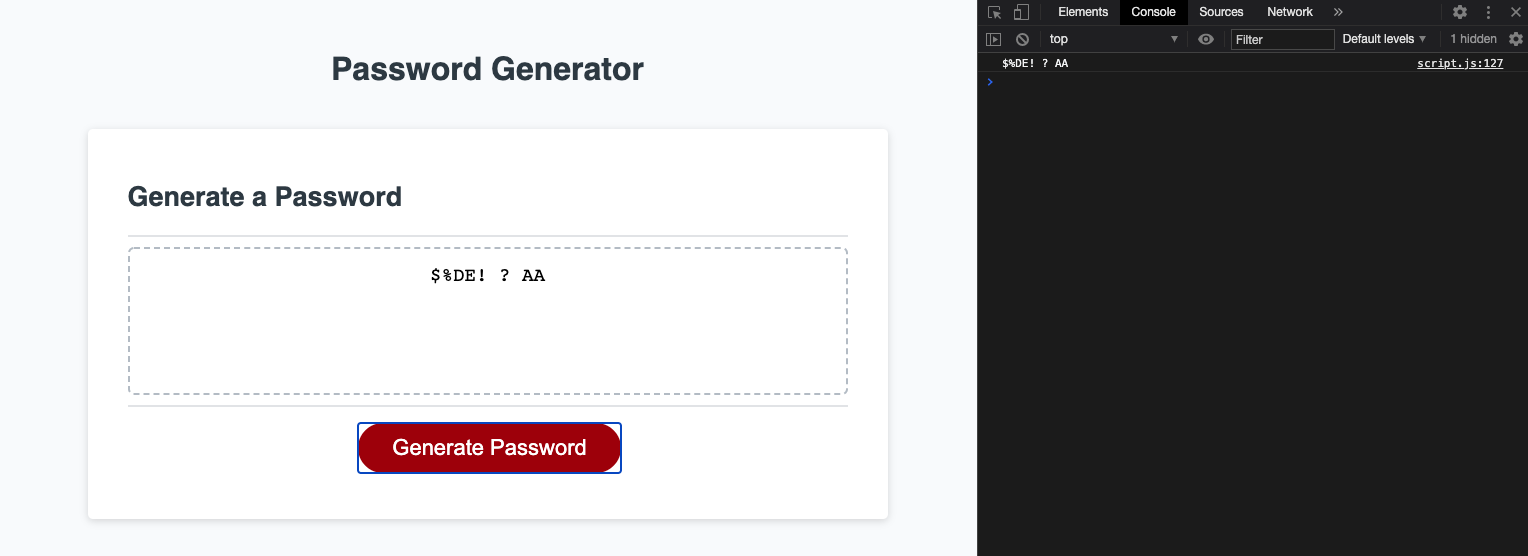 Password Generator
Generate a Password
$%DE! ? AA
Generate Password
Elements Console Sources Network »
top ▼ Filter Default levels ▼ 1 hidden
$%DE! ? AA script.js:127
›